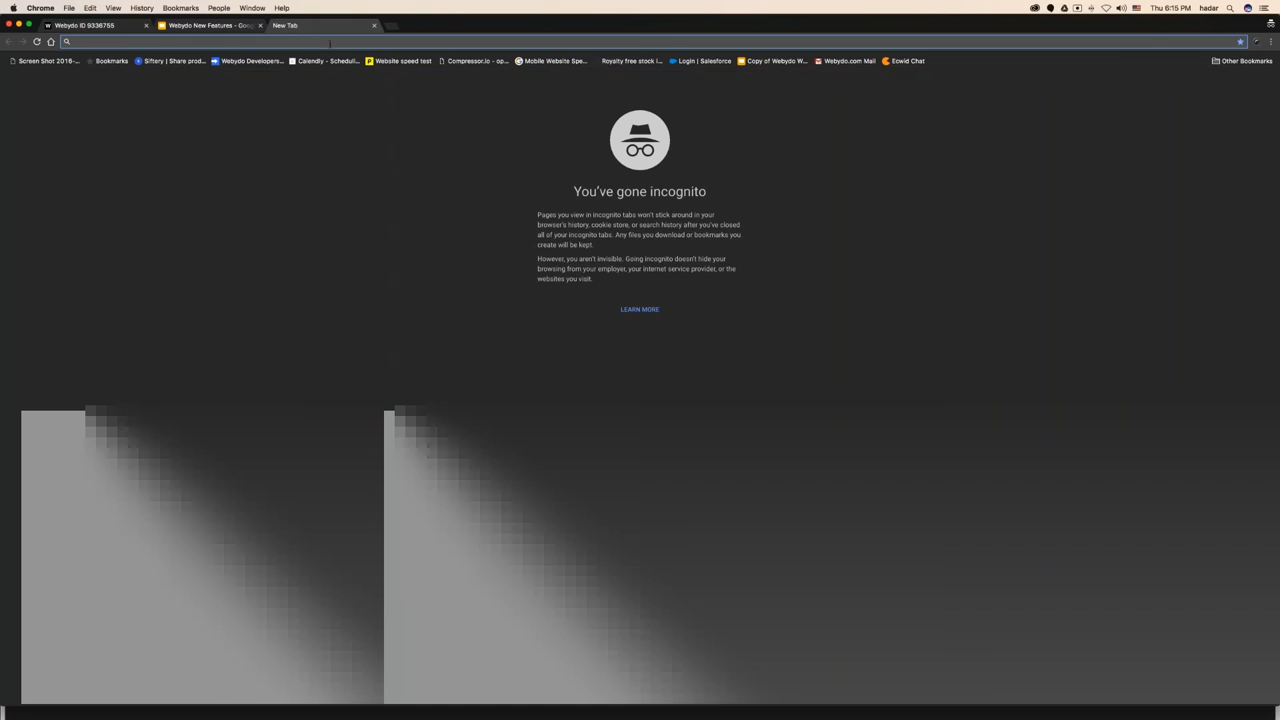 Chrome File Edit View History Bookmarks People Window Help Thu 6:15 PM hadar
Webydo ID 9336755 Webydo New Features - Goog New Tab
Screen Shot 2016-... Bookmarks Siftery | Share prod... Webydo Developers... Calendly - Scheduli... Website speed test Compressor.io - op... Mobile Website Spe... Royalty free stock i... Login | Salesforce Copy of Webydo W... Webydo.com Mail Ecwid Chat Other Bookmarks
You've gone incognito
Pages you view in incognito tabs won't stick around in your
browser's history, cookie store, or search history after you've closed
all of your incognito tabs. Any files you download or bookmarks you
create will be kept.
However, you aren't invisible. Going incognito doesn't hide your
browsing from your employer, your internet service provider, or the
websites you visit.
LEARN MORE